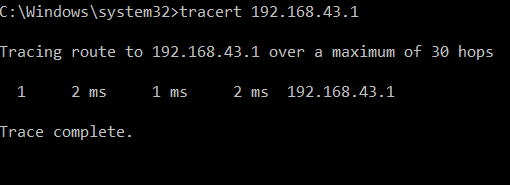 C:\Windows\system32>tracert 192.168.43.1
Tracing route to 192.168.43.1 over a maximum of 30 hops
1 2 ms 1 ms 2 ms 192.168.43.1
Trace complete.